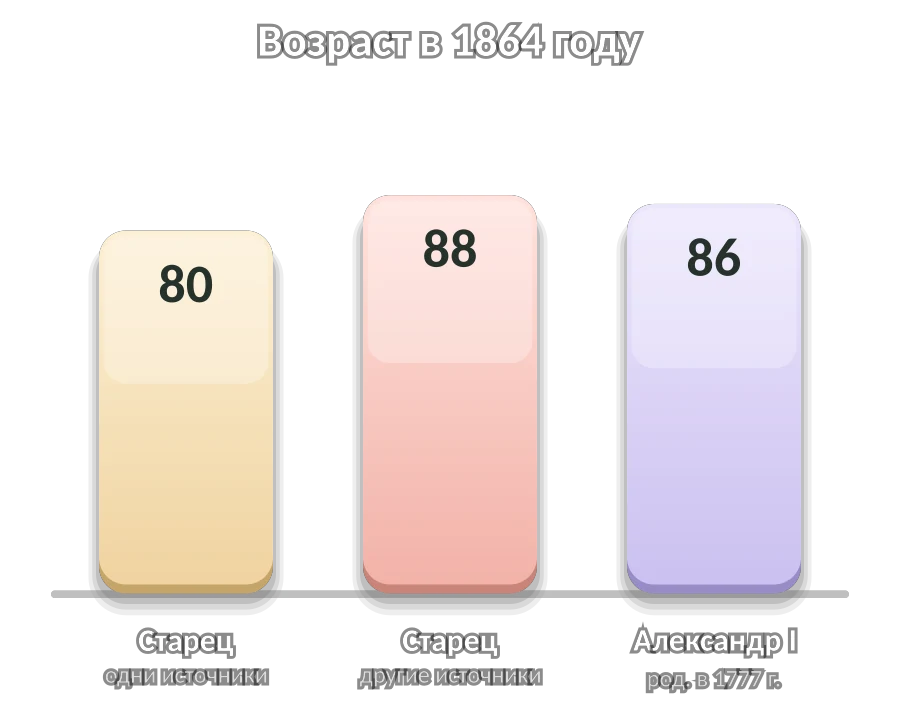 Возраст в 1864 году
80
88
86
Старец
одни источники
Старец
другие источники
Александр I
род. в 1777 г.